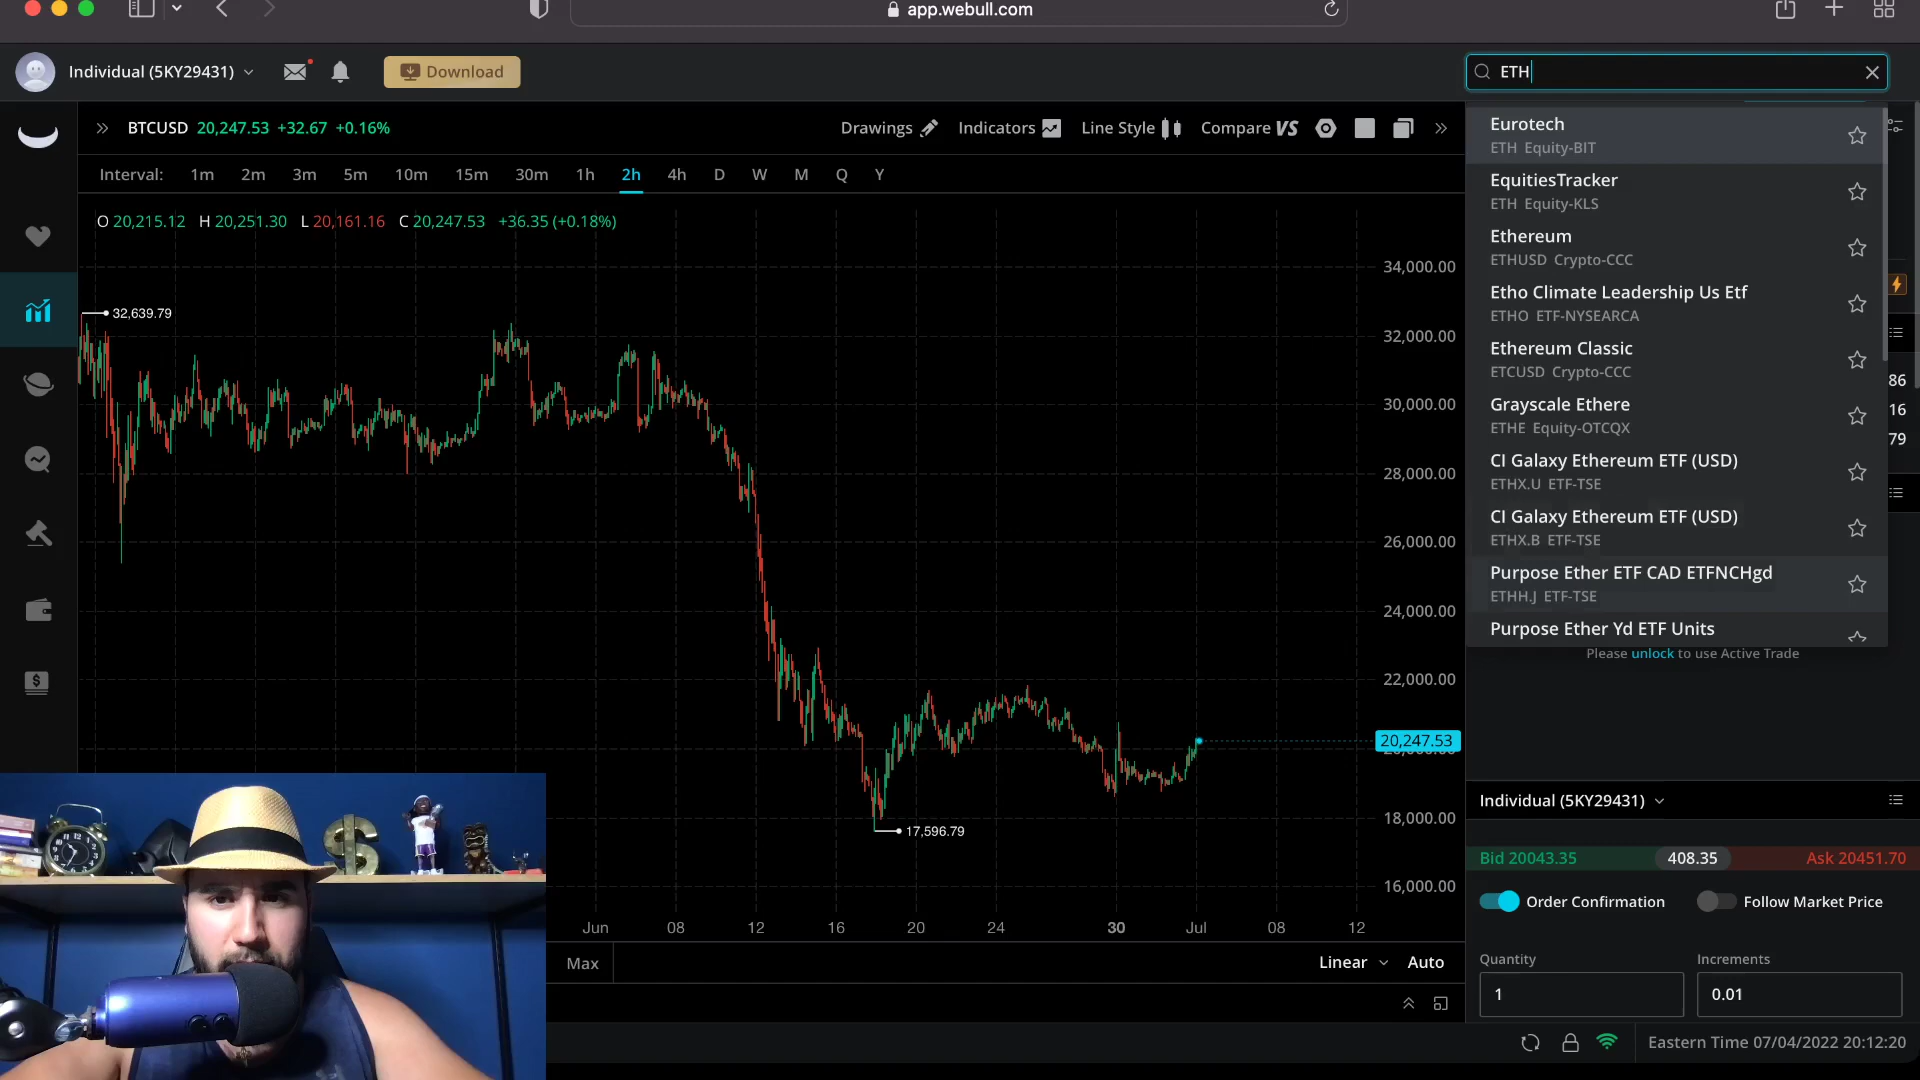 app.webull.com
Individual (5KY29431)
Download
ETH
BTCUSD 20,247.53 +32.67 +0.16%
Drawings
Indicators
Line Style
Compare VS
Interval: 1m 2m 3m 5m 10m 15m 30m 1h 2h 4h D W M Q Y
O 20,215.12 H 20,251.30 L 20,161.16 C 20,247.53 +36.35 (+0.18%)
32,639.79
17,596.79
34,000.00
32,000.00
30,000.00
28,000.00
26,000.00
24,000.00
22,000.00
20,247.53
18,000.00
16,000.00
Jun 08 12 16 20 24 30 Jul 08 12
Max
Linear
Auto
Eurotech
ETH Equity-BIT
EquitiesTracker
ETH Equity-KLS
Ethereum
ETHUSD Crypto-CCC
Etho Climate Leadership Us Etf
ETHO ETF-NYSEARCA
Ethereum Classic
ETCUSD Crypto-CCC
Grayscale Ethere
ETHE Equity-OTCQX
CI Galaxy Ethereum ETF (USD)
ETHX.U ETF-TSE
CI Galaxy Ethereum ETF (USD)
ETHX.B ETF-TSE
Purpose Ether ETF CAD ETFNCHgd
ETHH.J ETF-TSE
Purpose Ether Yd ETF Units
86
16
79
Please unlock to use Active Trade
Individual (5KY29431)
Bid 20043.35
408.35
Ask 20451.70
Order Confirmation
Follow Market Price
Quantity
Increments
1
0.01
Eastern Time 07/04/2022 20:12:20